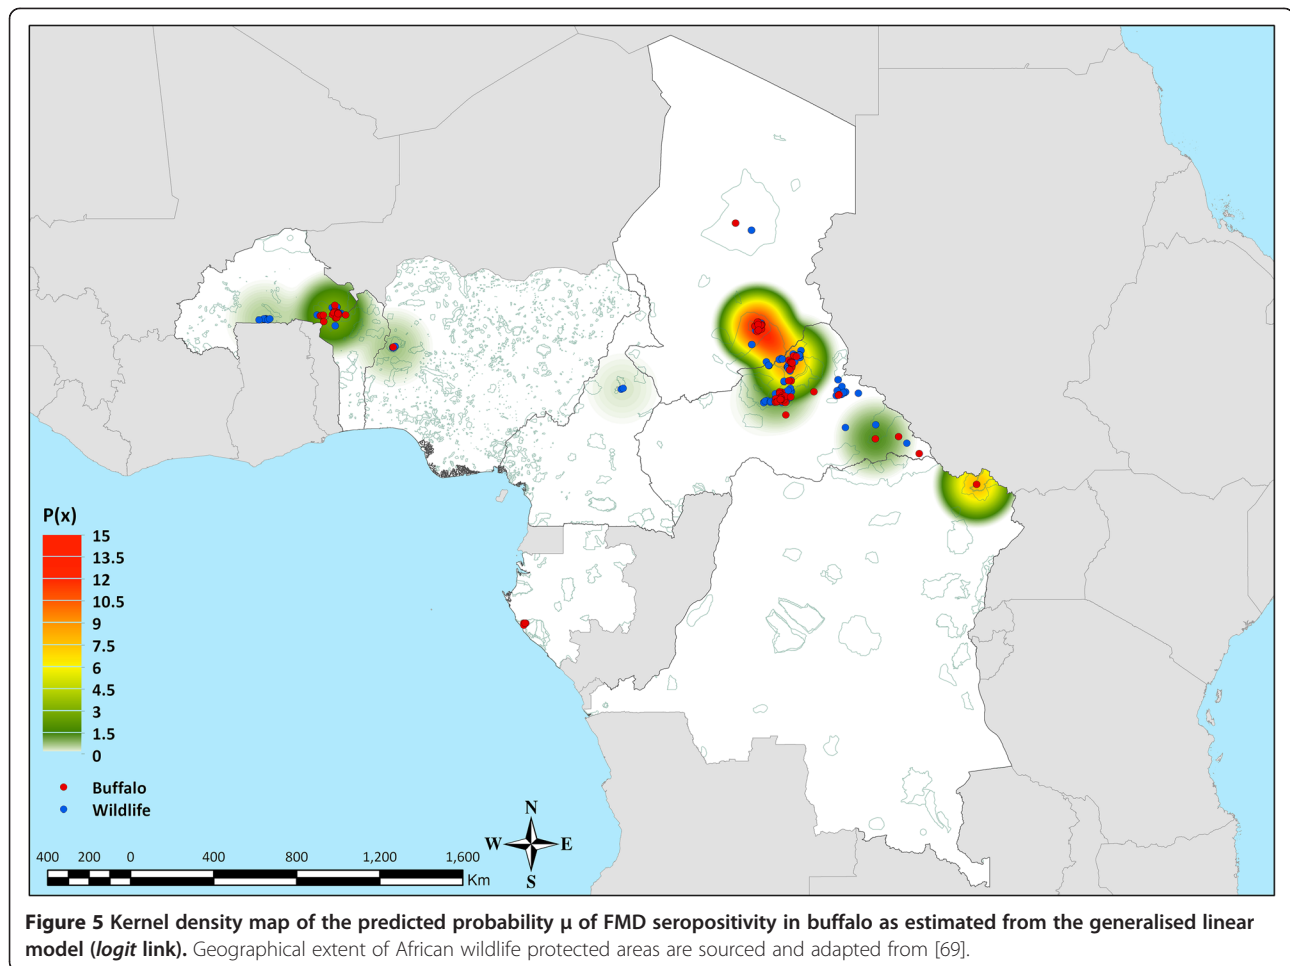 P(x)
15
13.5
12
10.5
9
7.5
6
4.5
3
1.5
0
Buffalo
Wildlife
N
W E
S
400 200 0 400 800 1,200 1,600
Km
Figure 5 Kernel density map of the predicted probability μ of FMD seropositivity in buffalo as estimated from the generalised linear
model (logit link). Geographical extent of African wildlife protected areas are sourced and adapted from [69].